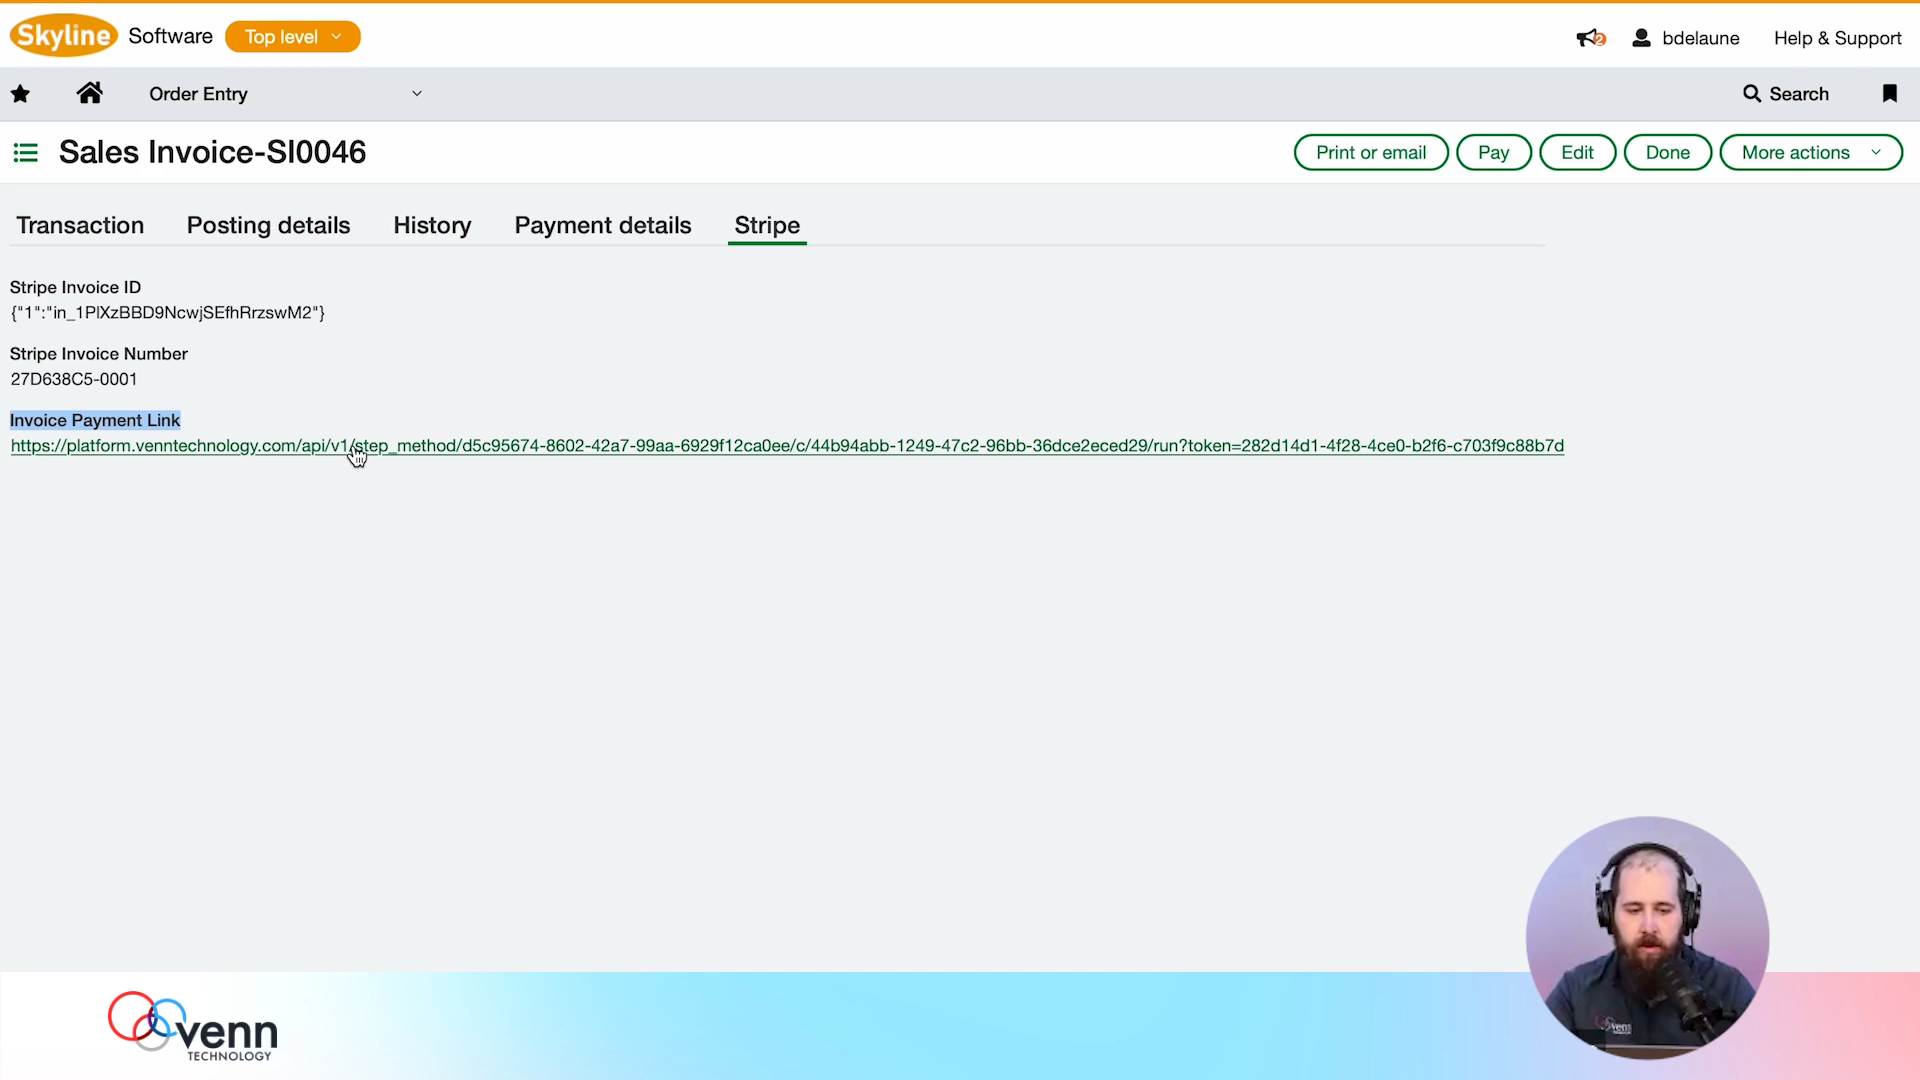 Skyline Software Top level
2 bdelaune Help & Support
Order Entry
Search
Sales Invoice-SI0046
Print or email Pay Edit Done More actions
Transaction Posting details History Payment details Stripe
Stripe Invoice ID
{"1":"in_1PlXzBBD9NcwjSEfhRrzswM2"}
Stripe Invoice Number
27D638C5-0001
Invoice Payment Link
https://platform.venntechnology.com/api/v1/step_method/d5c95674-8602-42a7-99aa-6929f12ca0ee/c/44b94abb-1249-47c2-96bb-36dce2eced29/run?token=282d14d1-4f28-4ce0-b2f6-c703f9c88b7d
venn
TECHNOLOGY
venn